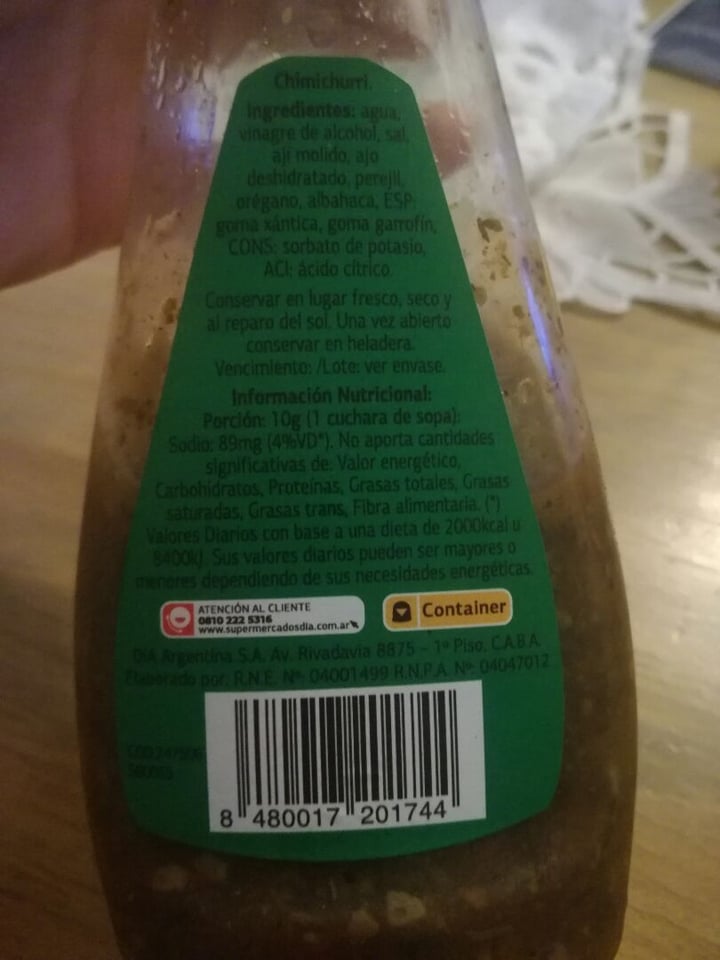 Chimichurri.
Ingredientes: agua,
vinagre de alcohol, sal,
ají molido, ajo
deshidratado, perejil,
orégano, albahaca, ESP:
goma xántica, goma garrofín,
CONS: sorbato de potasio,
ACI: ácido cítrico.
Conservar en lugar fresco, seco y
al reparo del sol. Una vez abierto
conservar en heladera.
Vencimiento: /Lote: ver envase.
Información Nutricional:
Porción: 10g (1 cuchara de sopa):
Sodio: 89mg (4%VD*). No aporta cantidades
significativas de: Valor energético,
Carbohidratos, Proteínas, Grasas totales, Grasas
saturadas, Grasas trans, Fibra alimentaria. (*)
Valores Diarios con base a una dieta de 2000kcal u
8400kJ. Sus valores diarios pueden ser mayores o
menores dependiendo de sus necesidades energéticas.
ATENCIÓN AL CLIENTE
0810 222 5316
www.supermercadosdia.com.ar
Container
DIA Argentina S.A. Av. Rivadavia 8875 - 1º Piso. C.A.B.A.
Elaborado por: R.N.E. Nº: 04001499 R.N.P.A. Nº: 04047012
8 480017 201744